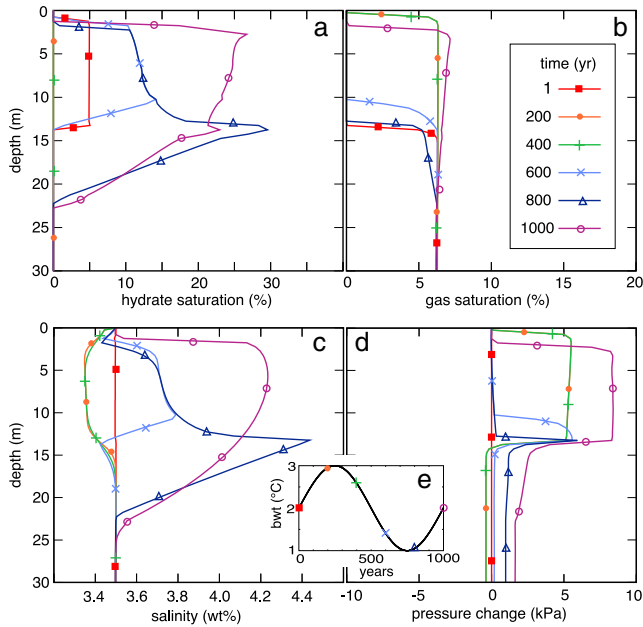 0
5
10
15
20
25
30
depth (m)
a
0 10 20 30 40
hydrate saturation (%)
b
0 5 10 15 20
gas saturation (%)
time (yr)
1
200
400
600
800
1000
0
5
10
15
20
25
30
depth (m)
c
3.4 3.6 3.8 4.0 4.2 4.4
salinity (wt%)
d
-10 -5 0 5 10
pressure change (kPa)
e
bwt (°C)
3
2
1
0 500 1000
years